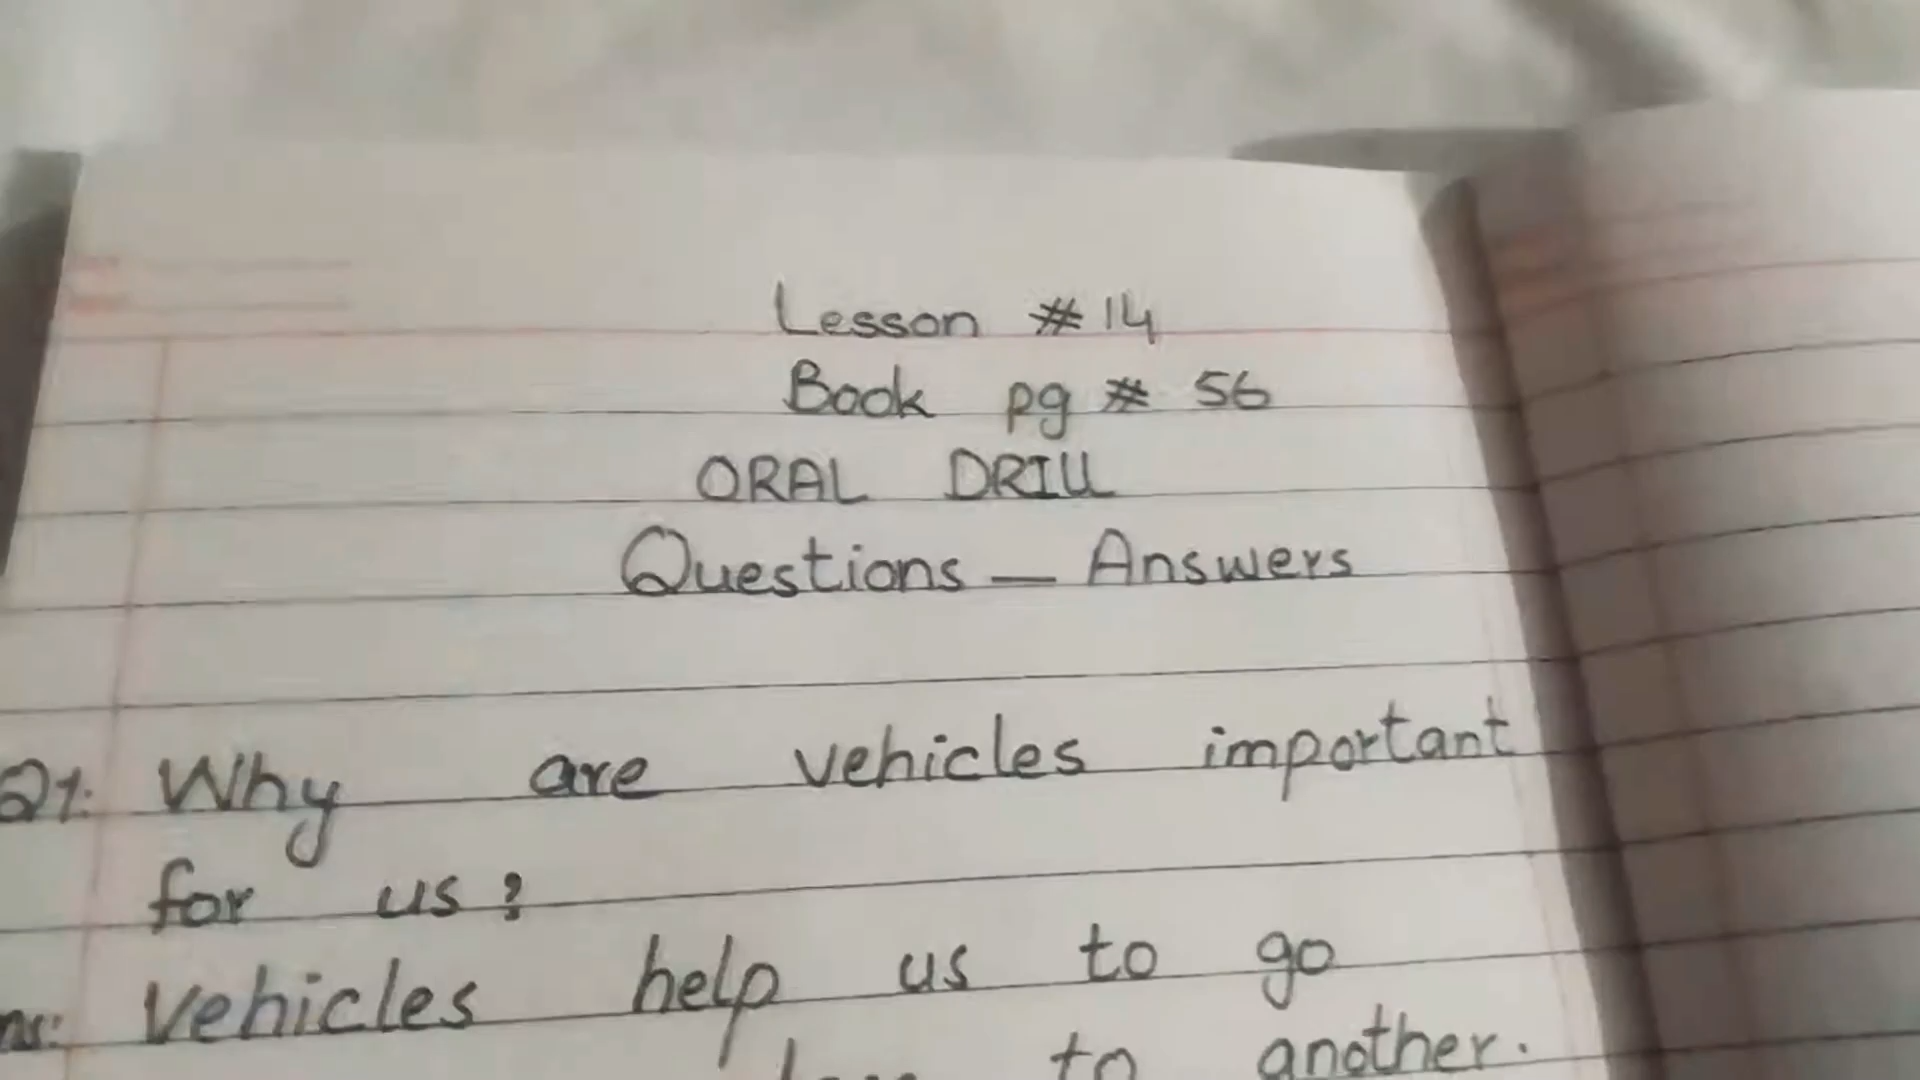 Lesson # 14
Book pg # 56
ORAL DRILL
Questions — Answers
Q1: Why are vehicles important
for us?
Vehicles help us to go
to another.